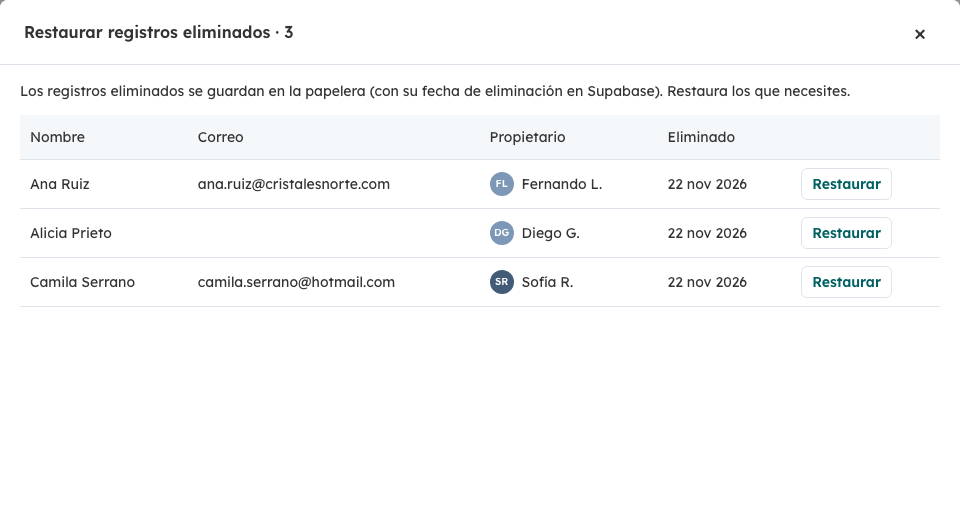 Restaurar registros eliminados · 3
Los registros eliminados se guardan en la papelera (con su fecha de eliminación en Supabase). Restaura los que necesites.
Nombre Correo Propietario Eliminado
Ana Ruiz ana.ruiz@cristalesnorte.com FL Fernando L. 22 nov 2026 Restaurar
Alicia Prieto DG Diego G. 22 nov 2026 Restaurar
Camila Serrano camila.serrano@hotmail.com SR Sofía R. 22 nov 2026 Restaurar